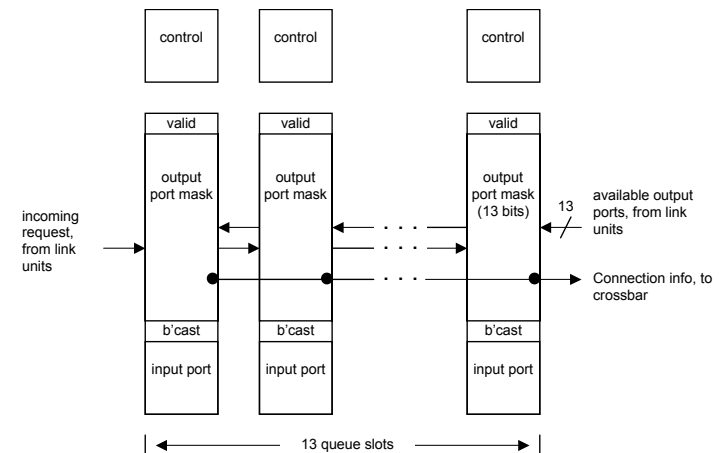 control
control
control
valid
valid
valid
output
port mask
output
port mask
output
port mask
(13 bits)
13
available output
ports, from link
units
incoming
request,
from link
units
. . .
. . .
. . .
Connection info, to
crossbar
b'cast
b'cast
b'cast
input port
input port
input port
13 queue slots